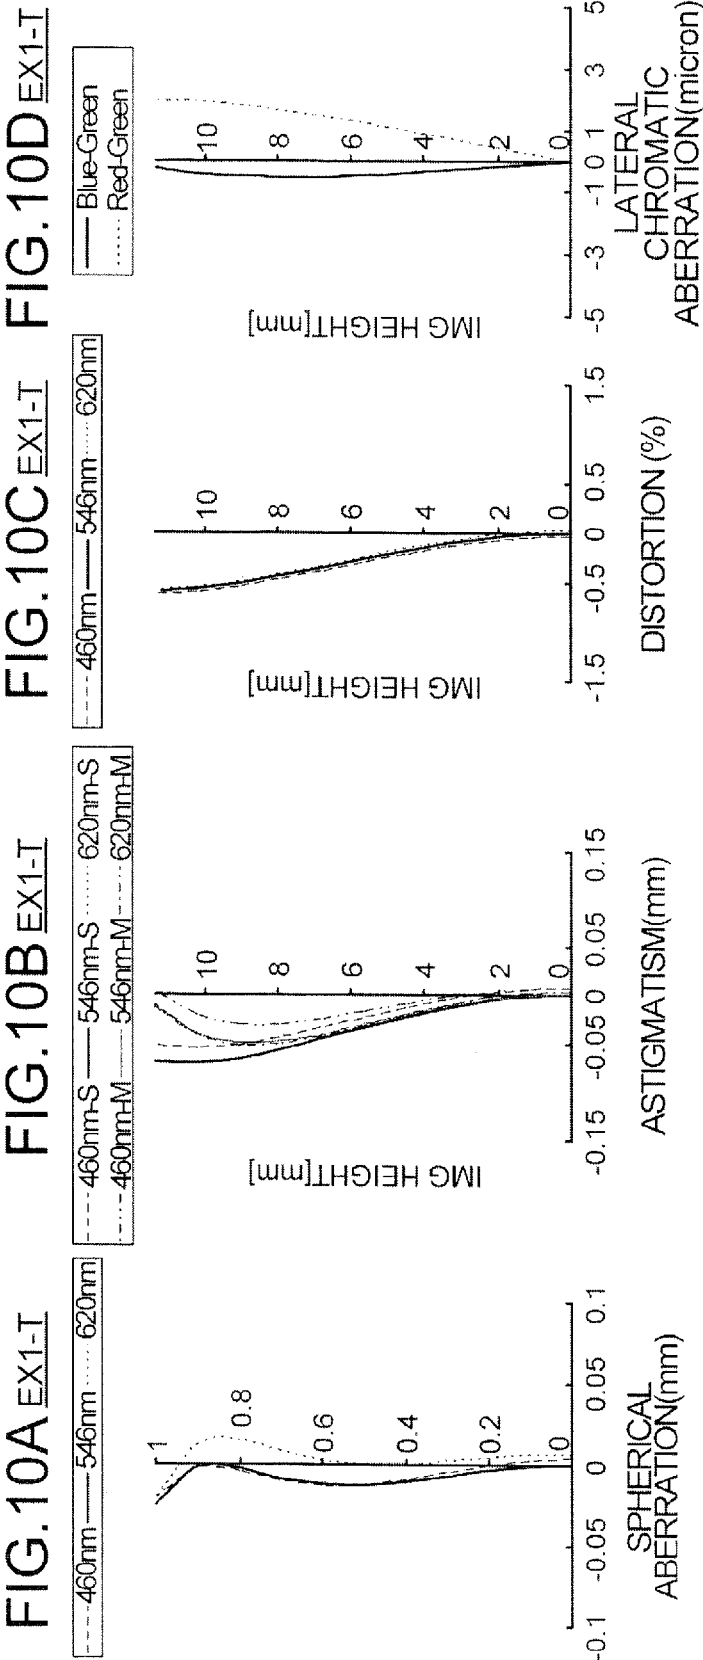 FIG.10A EX1-T
460nm 546nm 620nm
1
0.8
0.6
0.4
0.2
0
-0.1 -0.05 0 0.05 0.1
SPHERICAL
ABERRATION(mm)
FIG.10B EX1-T
460nm-S 546nm-S 620nm-S
460nm-M 546nm-M 620nm-M
IMG HEIGHT[mm]
10
8
6
4
2
0
-0.15 -0.05 0 0.05 0.15
ASTIGMATISM(mm)
FIG.10C EX1-T
460nm 546nm 620nm
IMG HEIGHT[mm]
10
8
6
4
2
0
-1.5 -0.5 0 0.5 1.5
DISTORTION (%)
FIG.10D EX1-T
Blue-Green
Red-Green
IMG HEIGHT[mm]
10
8
6
4
2
0
-5 -3 -1 0 1 3 5
LATERAL
CHROMATIC
ABERRATION(micron)